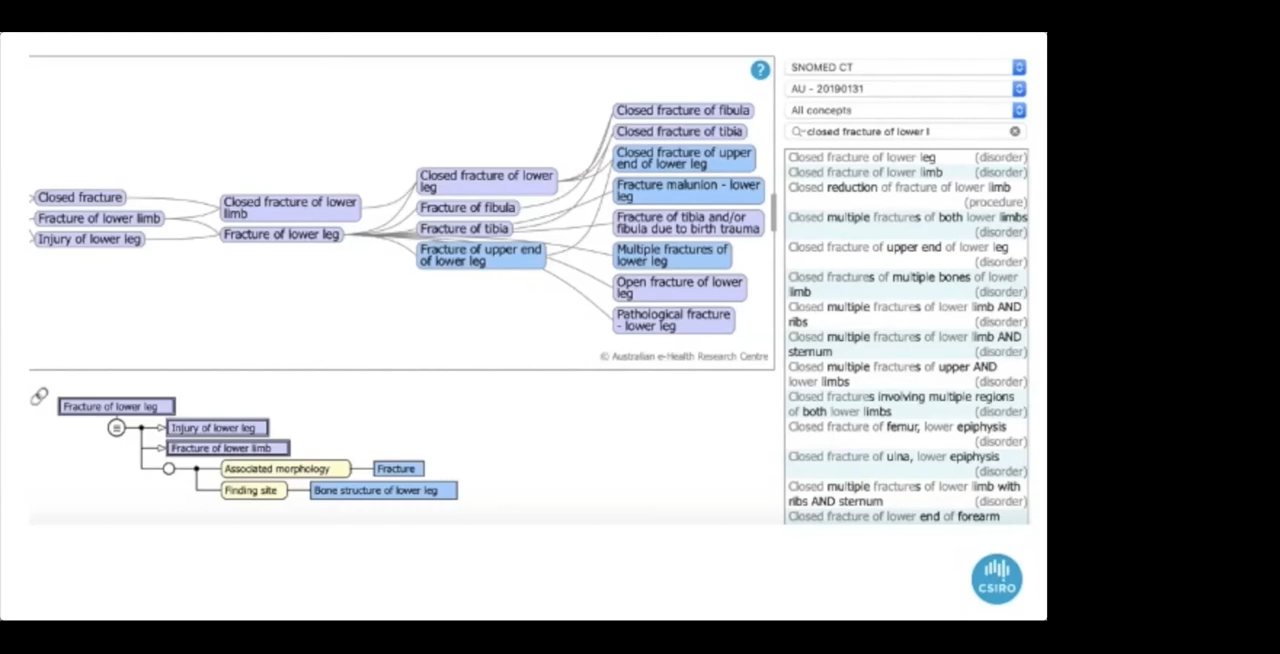 ?
Closed fracture
Fracture of lower limb
Injury of lower leg
Closed fracture of lower
limb
Fracture of lower leg
Closed fracture of lower
leg
Fracture of fibula
Fracture of tibia
Fracture of upper end
of lower leg
Closed fracture of fibula
Closed fracture of tibia
Closed fracture of upper
end of lower leg
Fracture malunion - lower
leg
Fracture of tibia and/or
fibula due to birth trauma
Multiple fractures of
lower leg
Open fracture of lower
leg
Pathological fracture
- lower leg
© Australian e-Health Research Centre
Fracture of lower leg
Injury of lower leg
Fracture of lower limb
Associated morphology
Fracture
Finding site
Bone structure of lower leg
SNOMED CT
AU - 20190131
All concepts
closed fracture of lower l
Closed fracture of lower leg (disorder)
Closed fracture of lower limb (disorder)
Closed reduction of fracture of lower limb
(procedure)
Closed multiple fractures of both lower limbs
(disorder)
Closed fracture of upper end of lower leg
(disorder)
Closed fractures of multiple bones of lower
limb (disorder)
Closed multiple fractures of lower limb AND
ribs (disorder)
Closed multiple fractures of lower limb AND
sternum (disorder)
Closed multiple fractures of upper AND
lower limbs (disorder)
Closed fractures involving multiple regions
of both lower limbs (disorder)
Closed fracture of femur, lower epiphysis
(disorder)
Closed fracture of ulna, lower epiphysis
(disorder)
Closed multiple fractures of lower limb with
ribs AND sternum (disorder)
Closed fracture of lower end of forearm
CSIRO